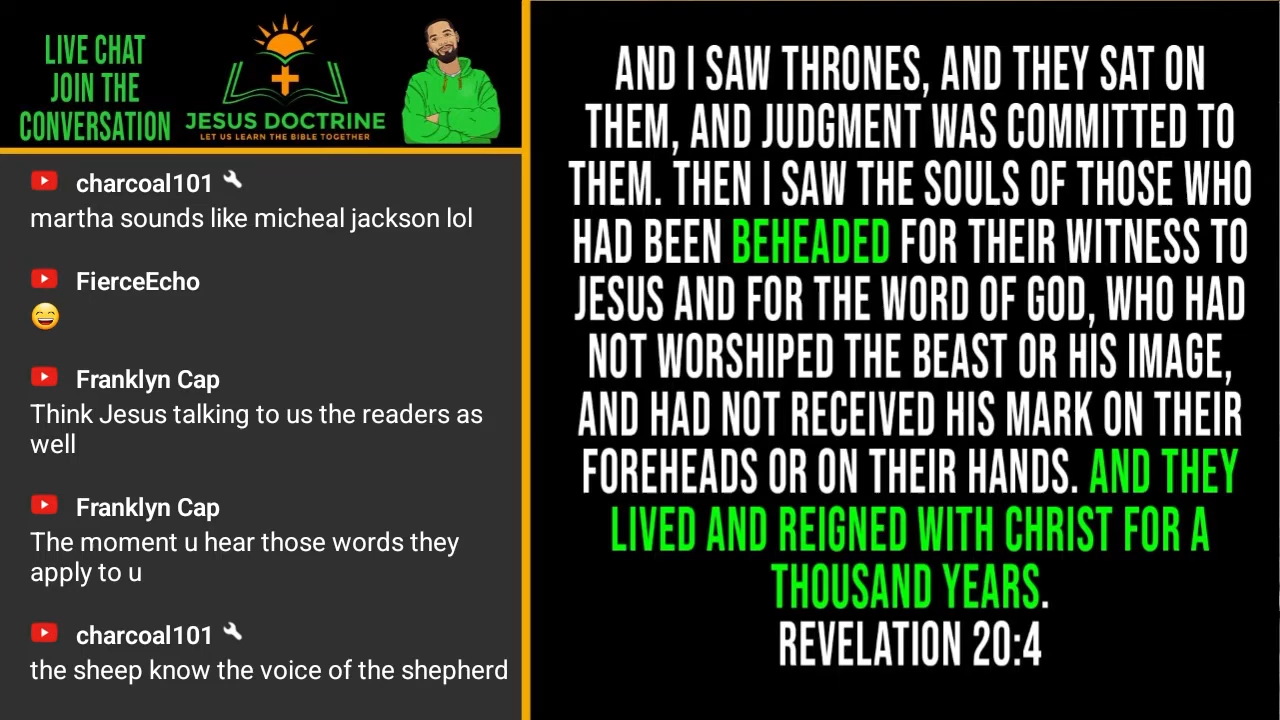 LIVE CHAT
JOIN THE
CONVERSATION
JESUS DOCTRINE
LET US LEARN THE BIBLE TOGETHER
charcoal101
martha sounds like micheal jackson lol
FierceEcho
😄
Franklyn Cap
Think Jesus talking to us the readers as
well
Franklyn Cap
The moment u hear those words they
apply to u
charcoal101
the sheep know the voice of the shepherd
AND I SAW THRONES, AND THEY SAT ON
THEM, AND JUDGMENT WAS COMMITTED TO
THEM. THEN I SAW THE SOULS OF THOSE WHO
HAD BEEN BEHEADED FOR THEIR WITNESS TO
JESUS AND FOR THE WORD OF GOD, WHO HAD
NOT WORSHIPED THE BEAST OR HIS IMAGE,
AND HAD NOT RECEIVED HIS MARK ON THEIR
FOREHEADS OR ON THEIR HANDS. AND THEY
LIVED AND REIGNED WITH CHRIST FOR A
THOUSAND YEARS.
REVELATION 20:4